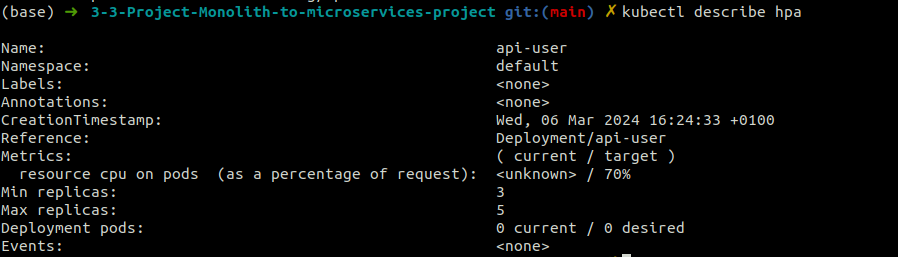 (base) ➜ 3-3-Project-Monolith-to-microservices-project git:(main) ✗ kubectl describe hpa
Name: api-user
Namespace: default
Labels: <none>
Annotations: <none>
CreationTimestamp: Wed, 06 Mar 2024 16:24:33 +0100
Reference: Deployment/api-user
Metrics: ( current / target )
  resource cpu on pods  (as a percentage of request): <unknown> / 70%
Min replicas: 3
Max replicas: 5
Deployment pods: 0 current / 0 desired
Events: <none>